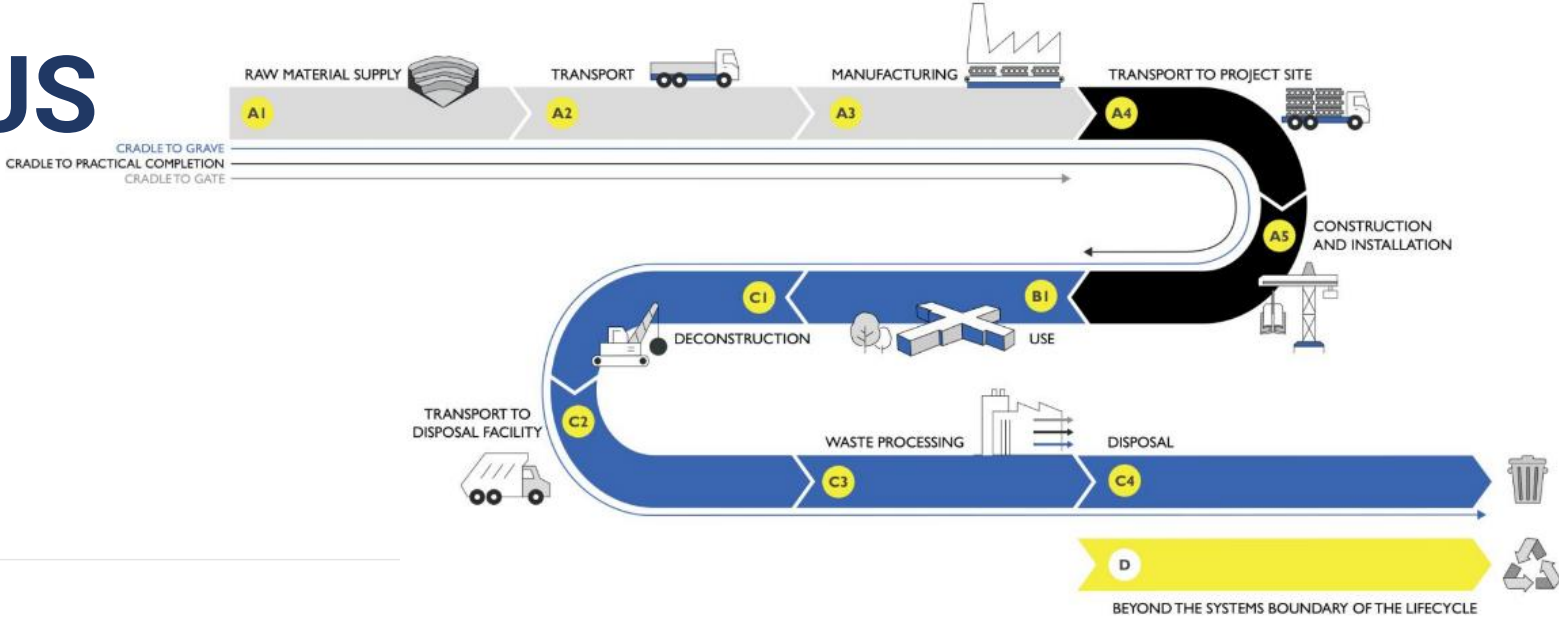 US
RAW MATERIAL SUPPLY
TRANSPORT
MANUFACTURING
TRANSPORT TO PROJECT SITE
A1
A2
A3
A4
CRADLE TO GRAVE
CRADLE TO PRACTICAL COMPLETION
CRADLE TO GATE
A5
CONSTRUCTION
AND INSTALLATION
C1
B1
DECONSTRUCTION
USE
TRANSPORT TO
DISPOSAL FACILITY
C2
WASTE PROCESSING
DISPOSAL
C3
C4
D
BEYOND THE SYSTEMS BOUNDARY OF THE LIFECYCLE